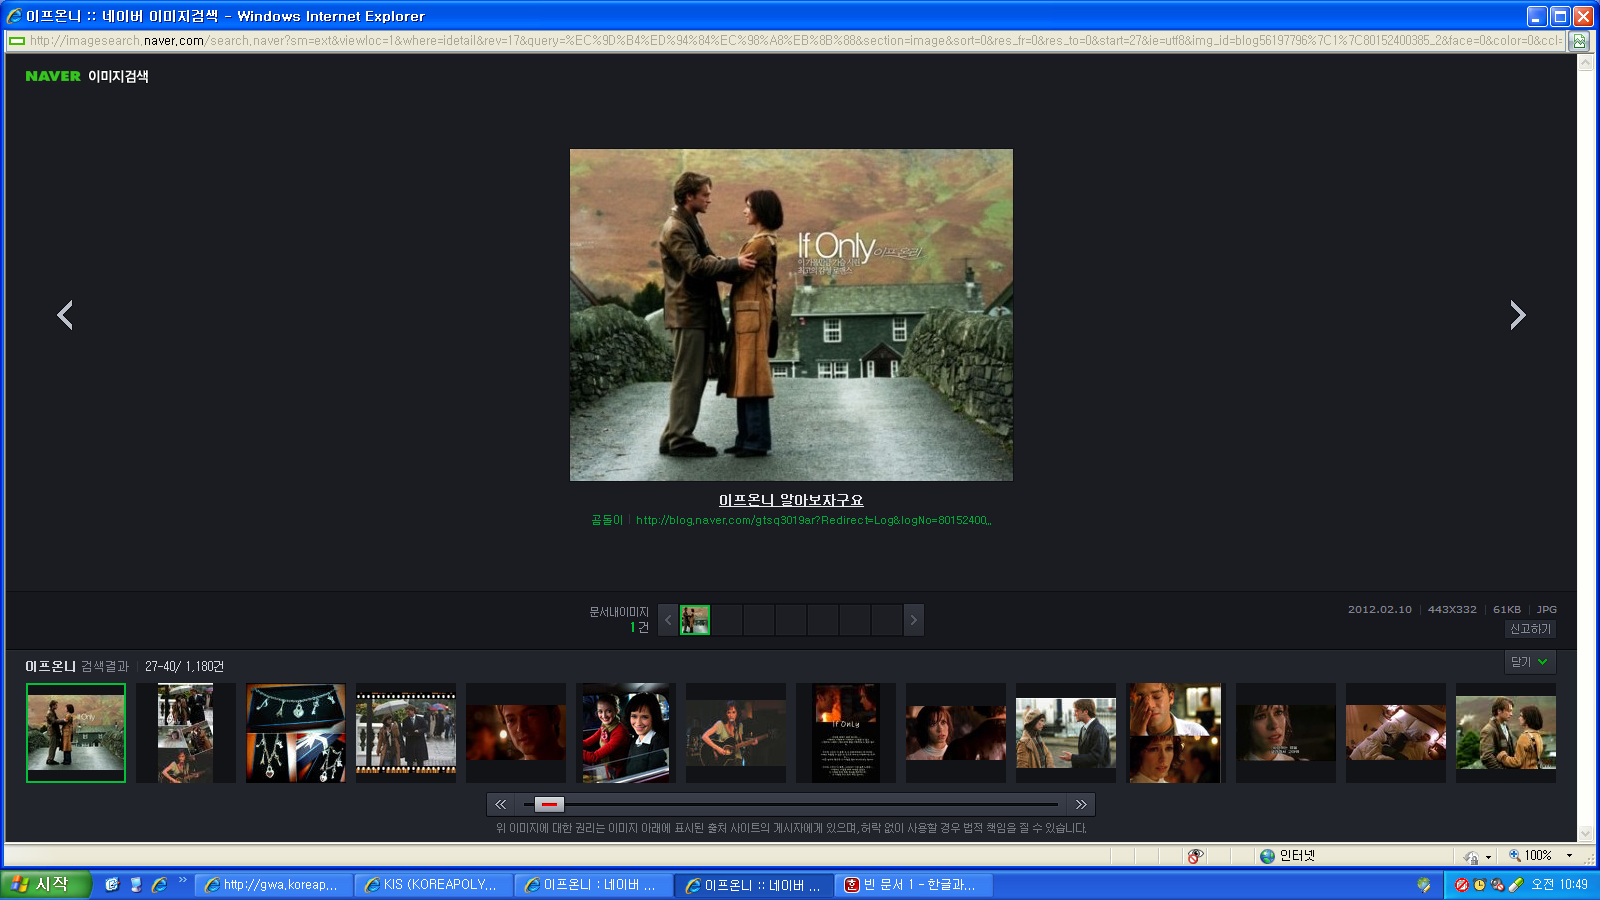 이프온니 :: 네이버 이미지검색 - Windows Internet Explorer
http://imagesearch.naver.com/search.naver?sm=ext&viewloc=1&where=idetail&rev=17&query=%EC%9D%B4%ED%94%84%EC%98%A8%EB%8B%88&section=image&sort=0&res_fr=0&res_to=0&start=27&ie=utf8&img_id=blog56197796%7C1%7C80152400385_2&face=0&color=0&ccl=
NAVER 이미지검색
If Only 이프온리
이프온니 알아보자구요
곰돌이 | http://blog.naver.com/gtsq3019ar?Redirect=Log&logNo=80152400...
문서내이미지
1건
2012.02.10 | 443X332 | 61KB | JPG
신고하기
이프온니 검색결과 | 27-40/ 1,180건
닫기
If Only
If Only
위 이미지에 대한 권리는 이미지 아래에 표시된 출처 사이트의 게시자에게 있으며, 허락 없이 사용할 경우 법적 책임을 질 수 있습니다.
인터넷
100%
시작
http://gwa.koreap...
KIS (KOREAPOLY...
이프온니 : 네이버 ...
이프온니 :: 네이버 ...
빈 문서 1 - 한글과...
오전 10:49